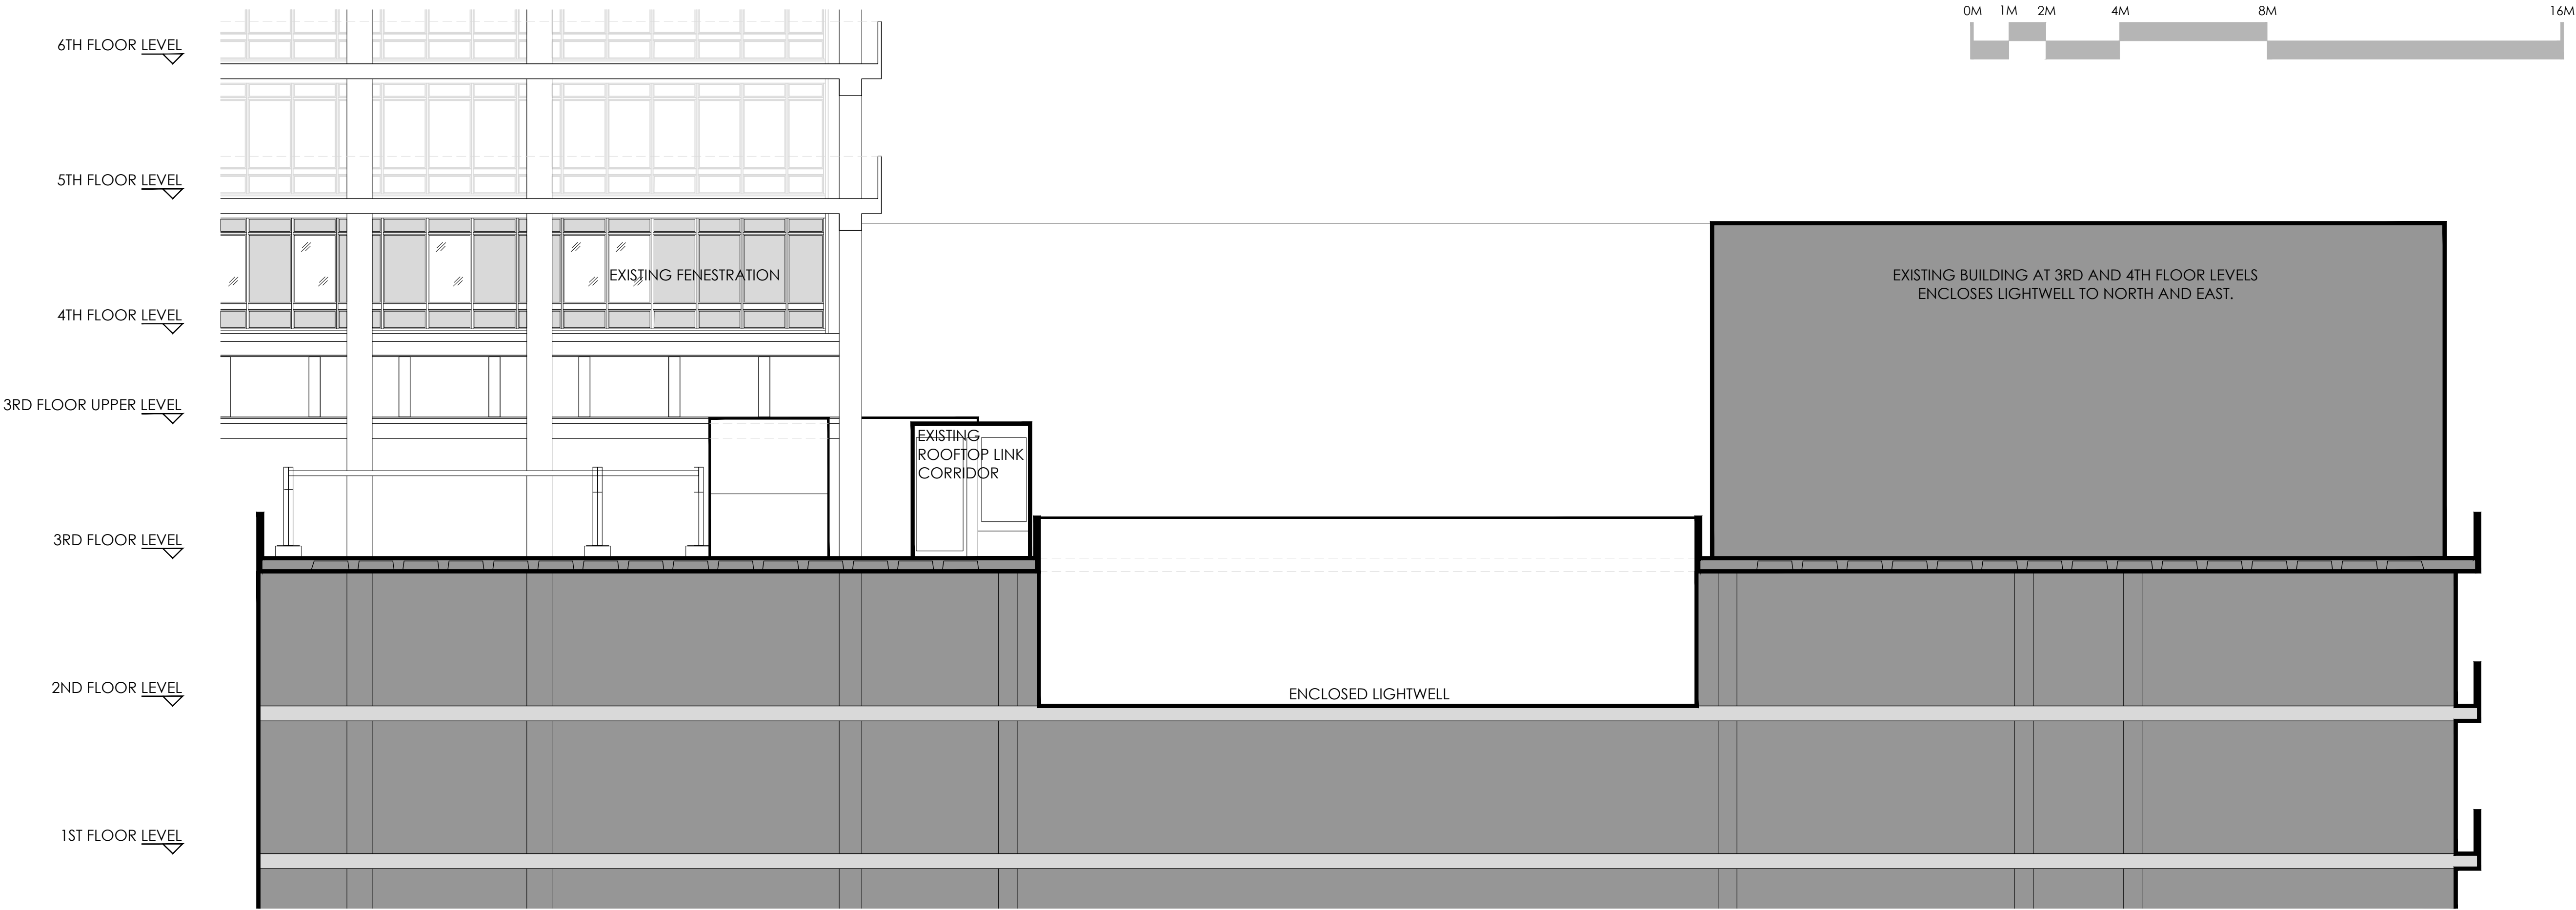 0M 1M 2M 4M 8M 16M
6TH FLOOR LEVEL
5TH FLOOR LEVEL
EXISTING FENESTRATION
EXISTING BUILDING AT 3RD AND 4TH FLOOR LEVELS
ENCLOSES LIGHTWELL TO NORTH AND EAST.
4TH FLOOR LEVEL
3RD FLOOR UPPER LEVEL
EXISTING
ROOFTOP LINK
CORRIDOR
3RD FLOOR LEVEL
2ND FLOOR LEVEL
ENCLOSED LIGHTWELL
1ST FLOOR LEVEL